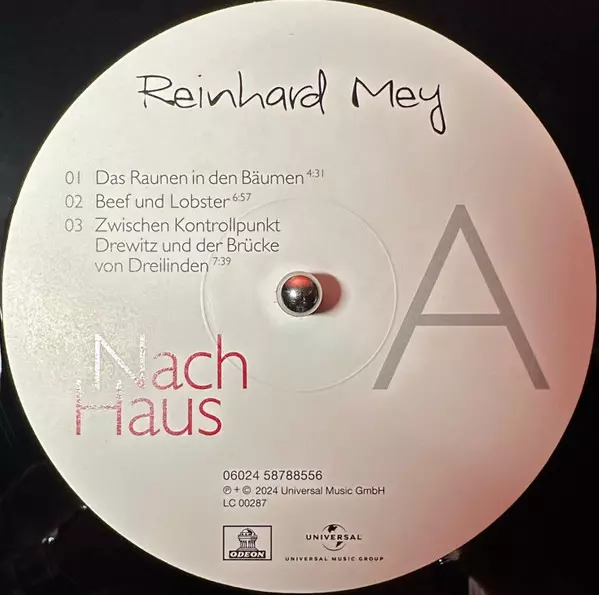 Reinhard Mey
01 Das Raunen in den Bäumen 4:31
02 Beef und Lobster 6:57
03 Zwischen Kontrollpunkt
Drewitz und der Brücke
von Dreilinden 7:39
A
Nach
Haus
06024 58788556
℗ + © 2024 Universal Music GmbH
LC 00287
ODEON
UNIVERSAL
UNIVERSAL MUSIC GROUP